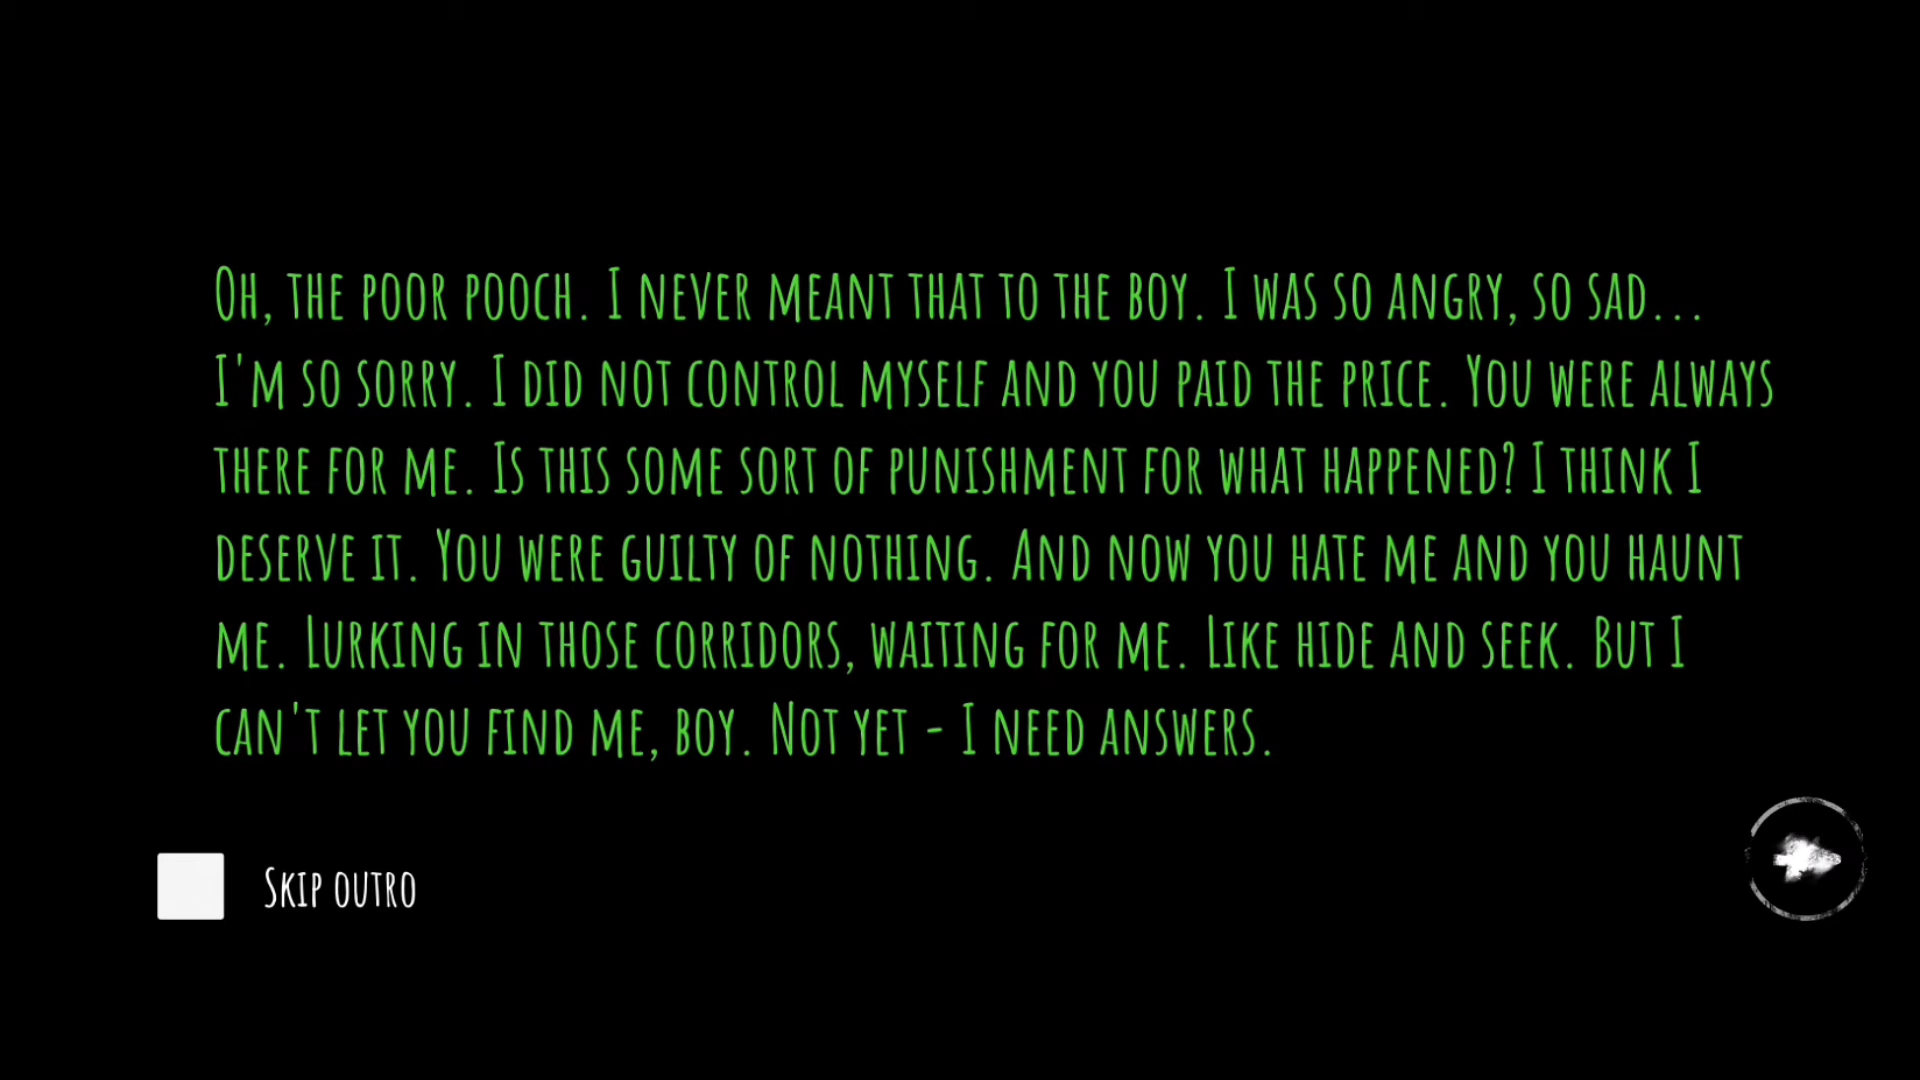 Oh, the poor pooch. I never meant that to the boy. I was so angry, so sad...
I'm so sorry. I did not control myself and you paid the price. You were always
there for me. Is this some sort of punishment for what happened? I think I
deserve it. You were guilty of nothing. And now you hate me and you haunt
me. Lurking in those corridors, waiting for me. Like hide and seek. But I
can't let you find me, boy. Not yet - I need answers.
Skip outro